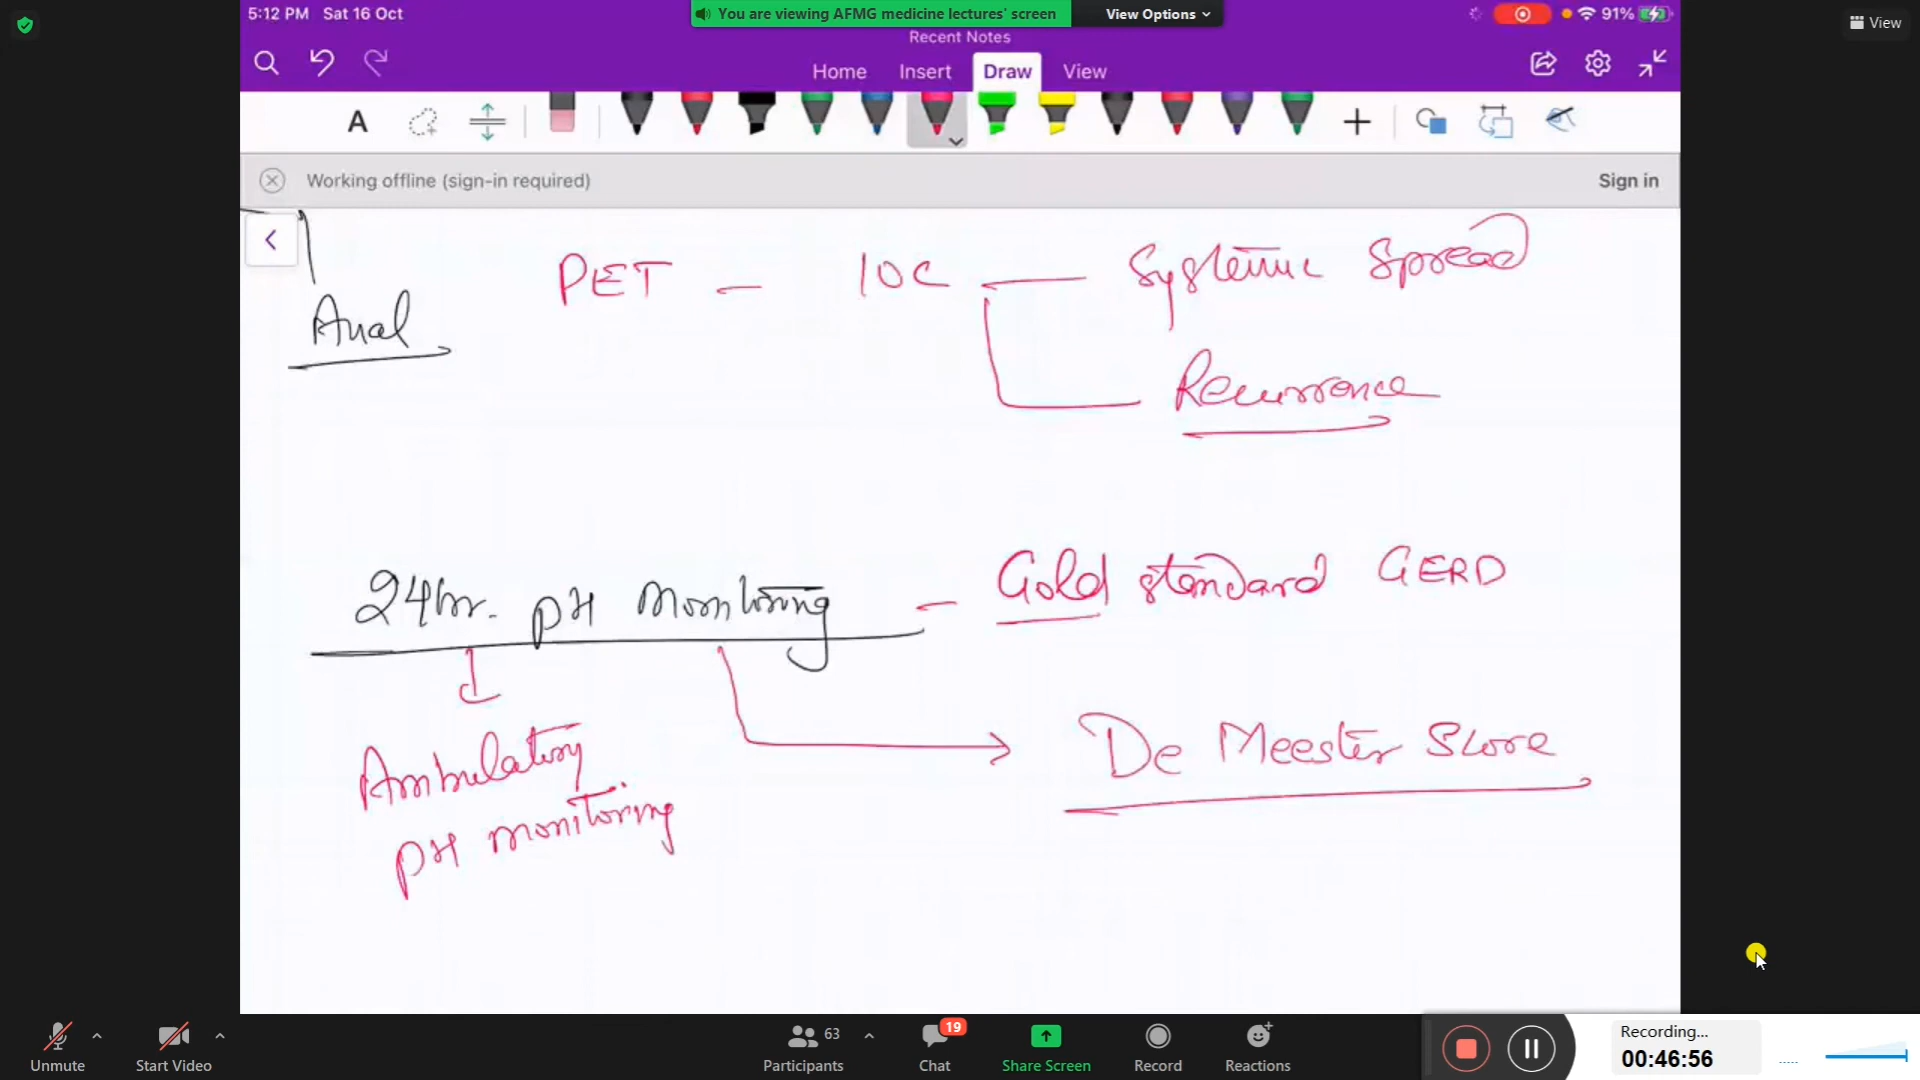 5:12 PM Sat 16 Oct
You are viewing AFMG medicine lectures' screen
View Options
91%
View
Recent Notes
Home Insert Draw View
A
Working offline (sign-in required)
Sign in
Anal
PET - IOC - Systemic Spread
Recurrence
24hr. pH Monitoring - Gold standard GERD
Ambulatory
pH monitoring
De Meester Score
Unmute
Start Video
Participants
63
Chat
19
Share Screen
Record
Reactions
Recording...
00:46:56